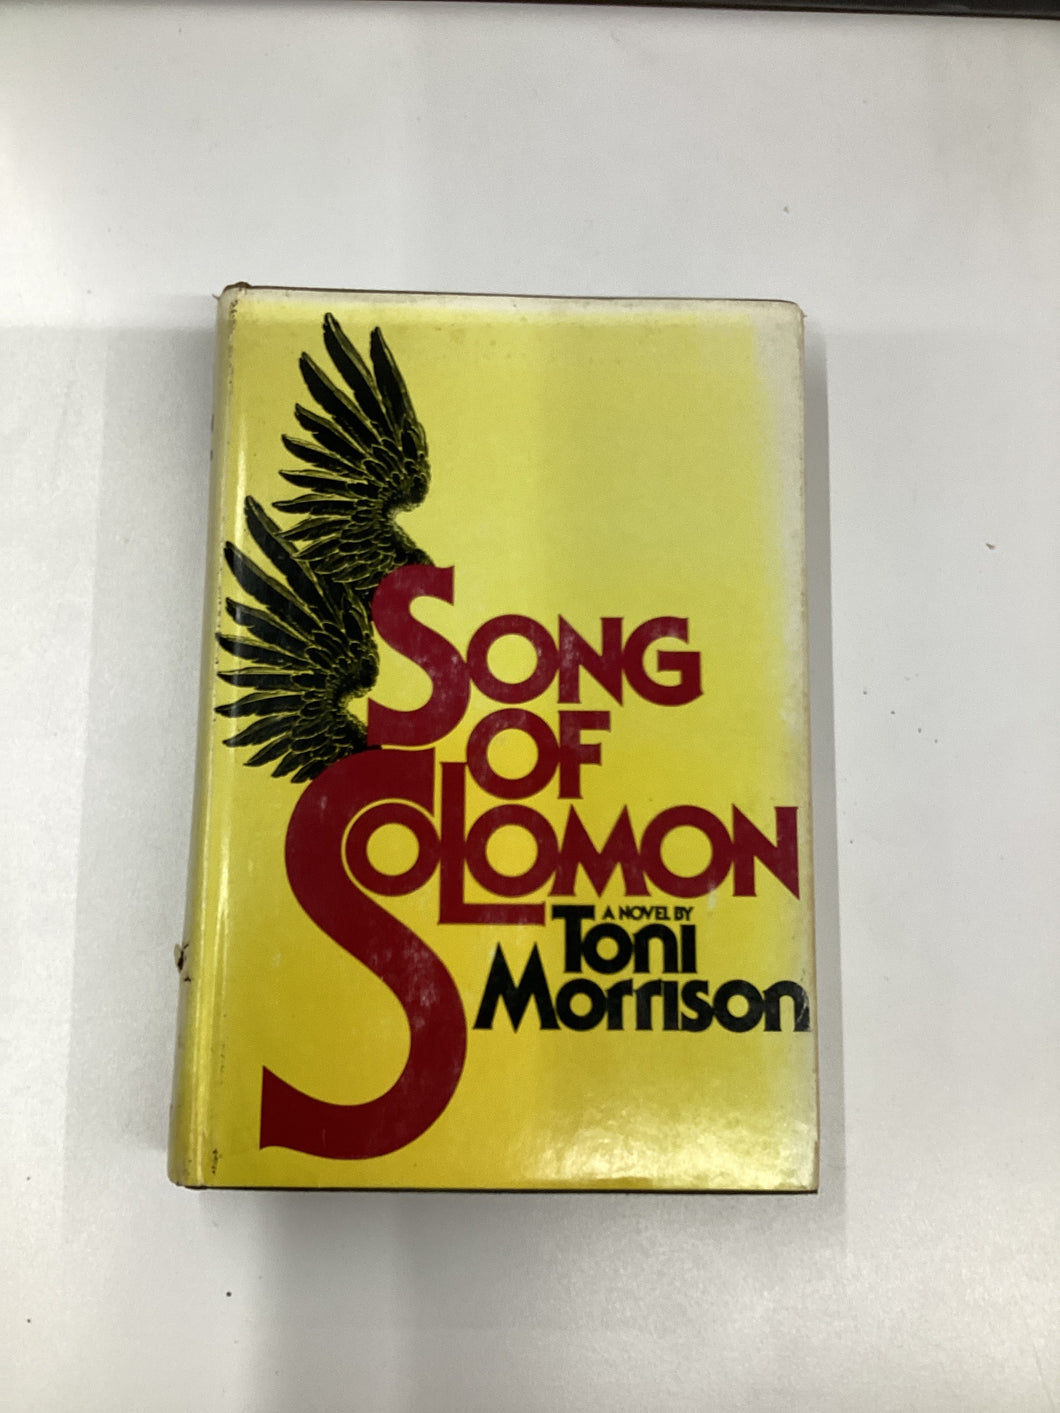 SONG
OF
SOLOMON
A NOVEL BY
Toni
Morrison